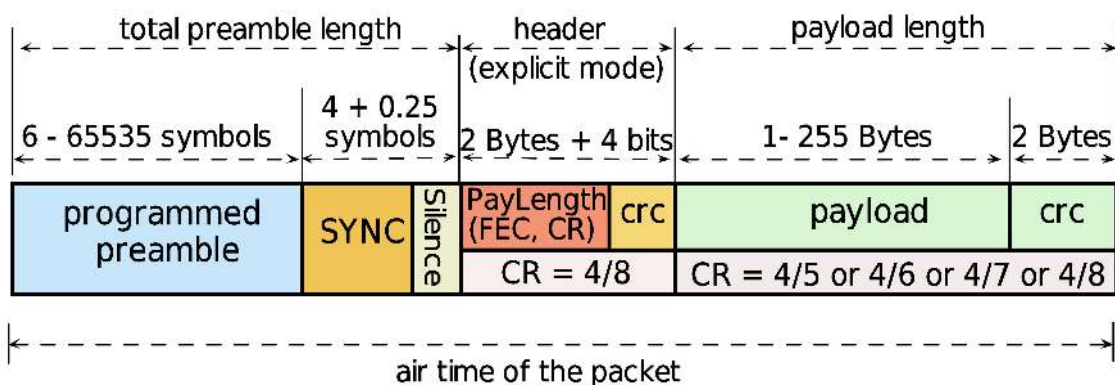 total preamble length
header
payload length
(explicit mode)
6 - 65535 symbols
4 + 0.25
symbols
2 Bytes + 4 bits
1- 255 Bytes
2 Bytes
programmed
preamble
SYNC
Silence
PayLength
(FEC, CR)
crc
payload
crc
CR = 4/8
CR = 4/5 or 4/6 or 4/7 or 4/8
air time of the packet